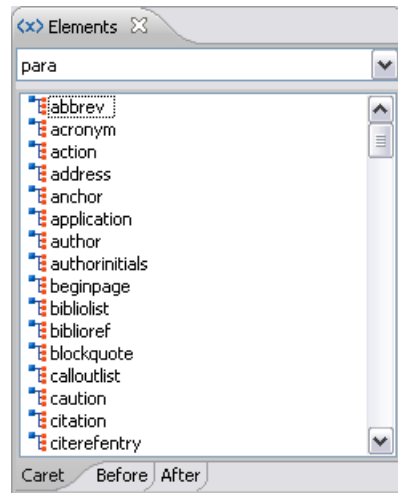 <x> Elements
para
abbrev
acronym
action
address
anchor
application
author
authorinitials
beginpage
bibliolist
biblioref
blockquote
calloutlist
caution
citation
citerefentry
Caret Before After